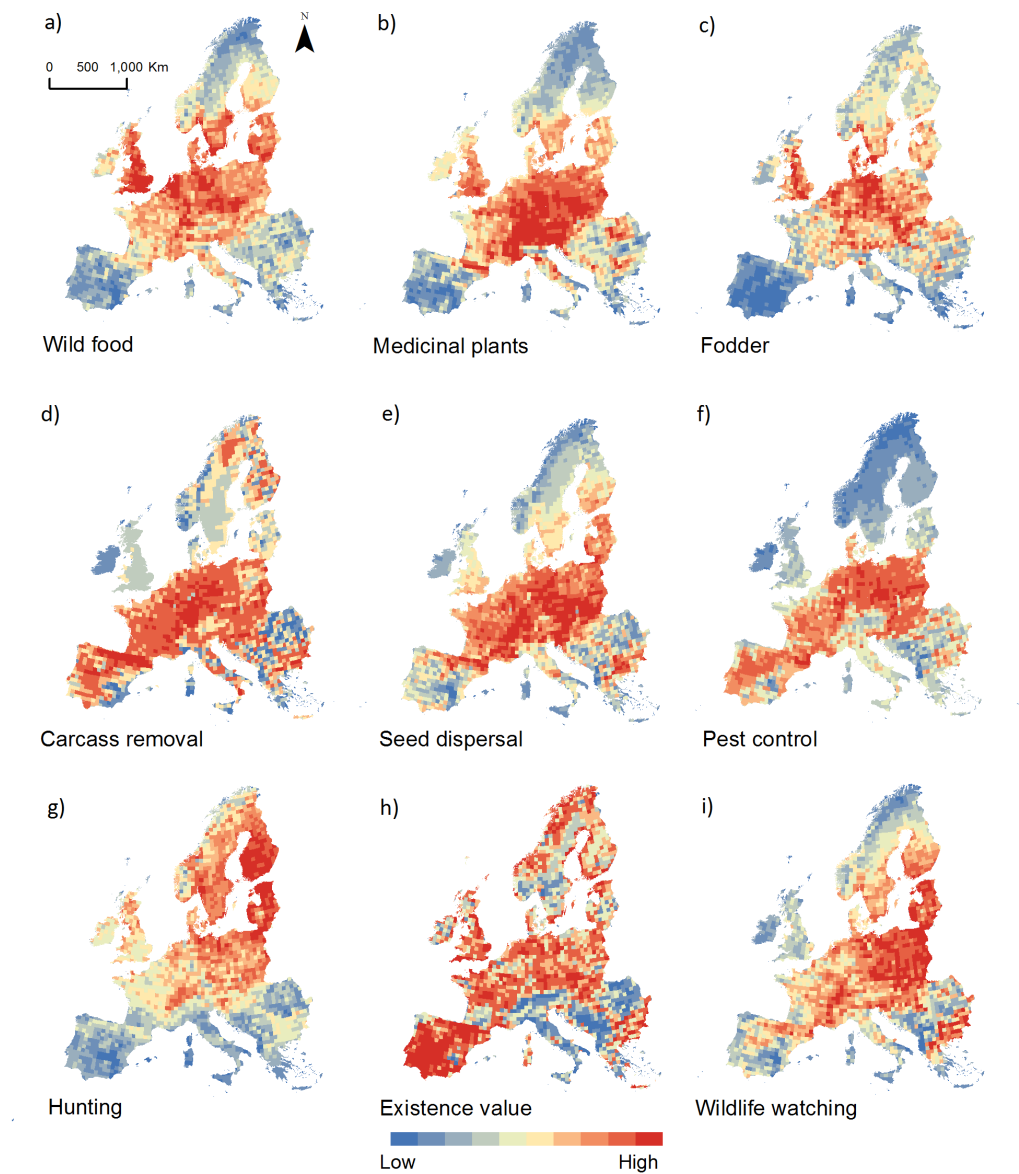 a)
b)
c)
N
0 500 1,000 Km
Wild food
Medicinal plants
Fodder
d)
e)
f)
Carcass removal
Seed dispersal
Pest control
g)
h)
i)
Hunting
Existence value
Wildlife watching
Low
High